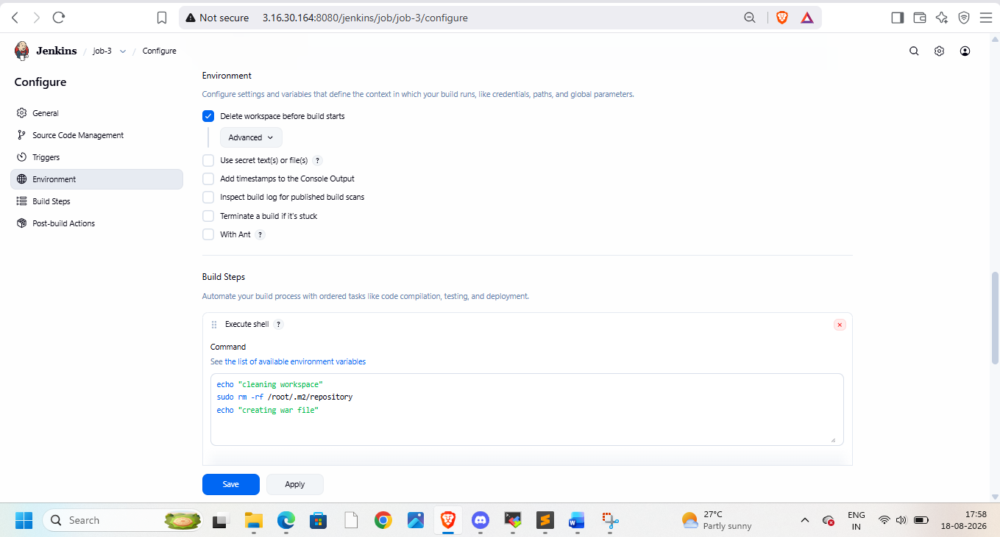 Not secure 3.16.30.164:8080/jenkins/job/job-3/configure
Jenkins / job-3 / Configure
Configure
General
Source Code Management
Triggers
Environment
Build Steps
Post-build Actions
Environment
Configure settings and variables that define the context in which your build runs, like credentials, paths, and global parameters.
Delete workspace before build starts
Advanced
Use secret text(s) or file(s) ?
Add timestamps to the Console Output
Inspect build log for published build scans
Terminate a build if it's stuck
With Ant ?
Build Steps
Automate your build process with ordered tasks like code compilation, testing, and deployment.
Execute shell ?
Command
See the list of available environment variables
echo "cleaning workspace"
sudo rm -rf /root/.m2/repository
echo "creating war file"
Save Apply
Search
27°C
Partly sunny
ENG
IN
17:58
18-08-2026